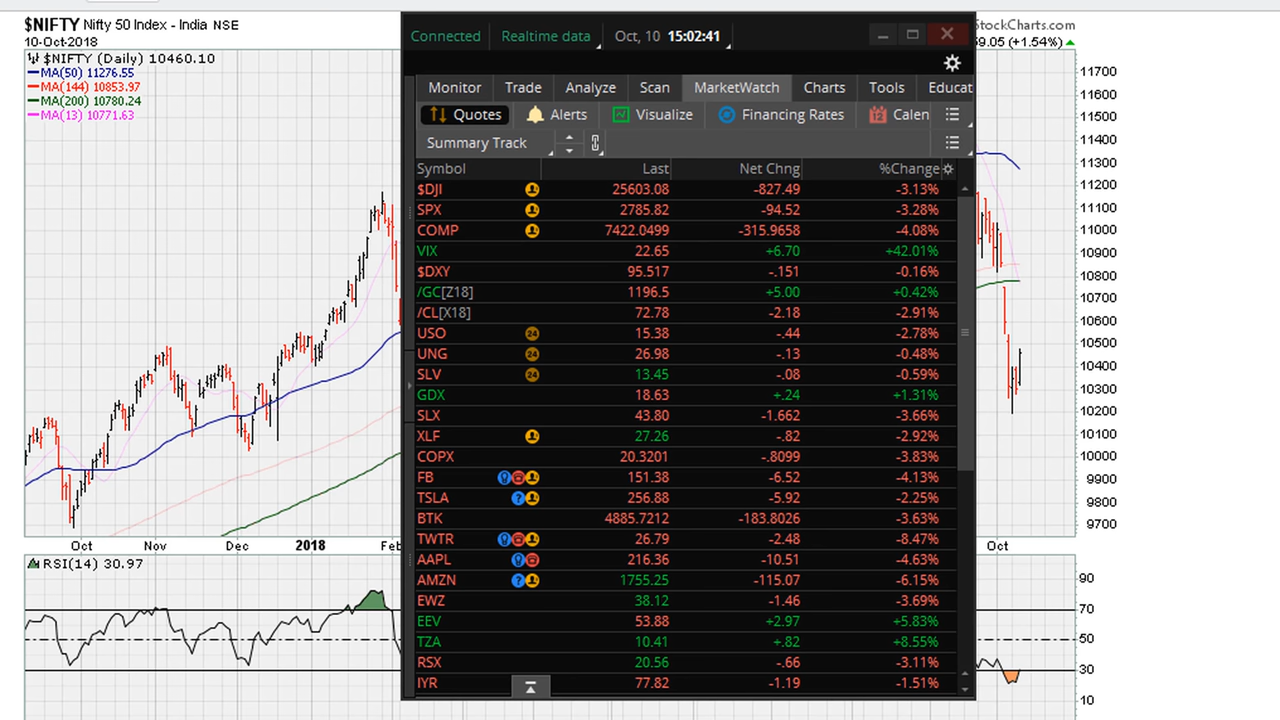 $NIFTY Nifty 50 Index - India NSE
StockCharts.com
10-Oct-2018
9.05 (+1.54%)
$NIFTY (Daily) 10460.10
MA(50) 11276.55
MA(144) 10853.97
MA(200) 10780.24
MA(13) 10771.63
Connected Realtime data Oct, 10 15:02:41
Monitor Trade Analyze Scan MarketWatch Charts Tools Educat
Quotes Alerts Visualize Financing Rates 12 Calen
Summary Track
Symbol Last Net Chng %Change
$DJI 25603.08 -827.49 -3.13%
SPX 2785.82 -94.52 -3.28%
COMP 7422.0499 -315.9658 -4.08%
VIX 22.65 +6.70 +42.01%
$DXY 95.517 -.151 -0.16%
/GC[Z18] 1196.5 +5.00 +0.42%
/CL[X18] 72.78 -2.18 -2.91%
USO 24 15.38 -.44 -2.78%
UNG 24 26.98 -.13 -0.48%
SLV 24 13.45 -.08 -0.59%
GDX 18.63 +.24 +1.31%
SLX 43.80 -1.662 -3.66%
XLF 27.26 -.82 -2.92%
COPX 20.3201 -.8099 -3.83%
FB 151.38 -6.52 -4.13%
TSLA ? 256.88 -5.92 -2.25%
BTK 4885.7212 -183.8026 -3.63%
TWTR 26.79 -2.48 -8.47%
AAPL 216.36 -10.51 -4.63%
AMZN ? 1755.25 -115.07 -6.15%
EWZ 38.12 -1.46 -3.69%
EEV 53.88 +2.97 +5.83%
TZA 10.41 +.82 +8.55%
RSX 20.56 -.66 -3.11%
IYR 77.82 -1.19 -1.51%
11700
11600
11500
11400
11300
11200
11100
11000
10900
10800
10700
10600
10500
10400
10300
10200
10100
10000
9900
9800
9700
Oct Nov Dec 2018 Feb Oct
RSI(14) 30.97
90
70
50
30
10